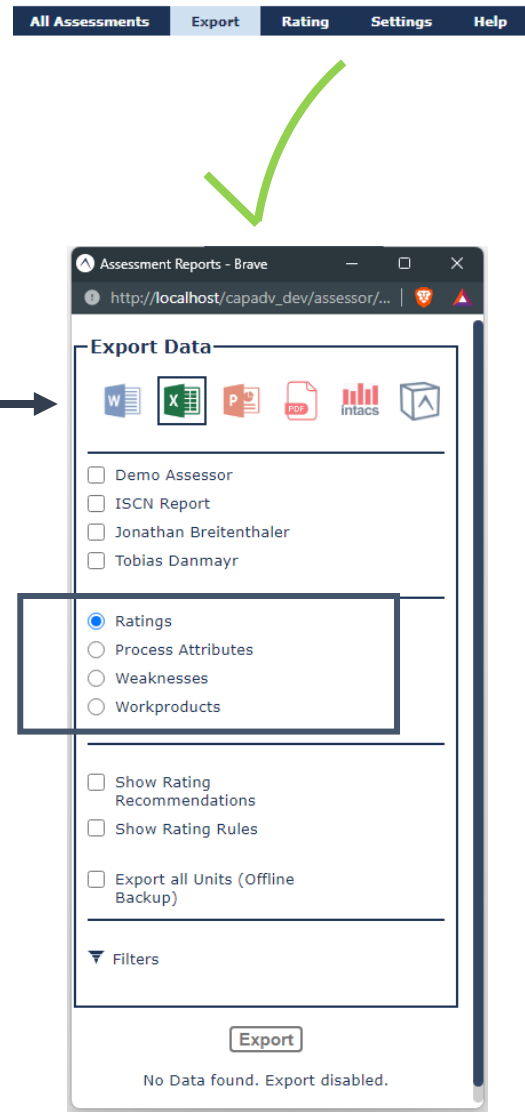 All Assessments Export Rating Settings Help
Assessment Reports - Brave
http://localhost/capadv_dev/assessor/...
Export Data
W X P PDF intacs
Demo Assessor
ISCN Report
Jonathan Breitenthaler
Tobias Danmayr
Ratings
Process Attributes
Weaknesses
Workproducts
Show Rating
Recommendations
Show Rating Rules
Export all Units (Offline
Backup)
Filters
Export
No Data found. Export disabled.